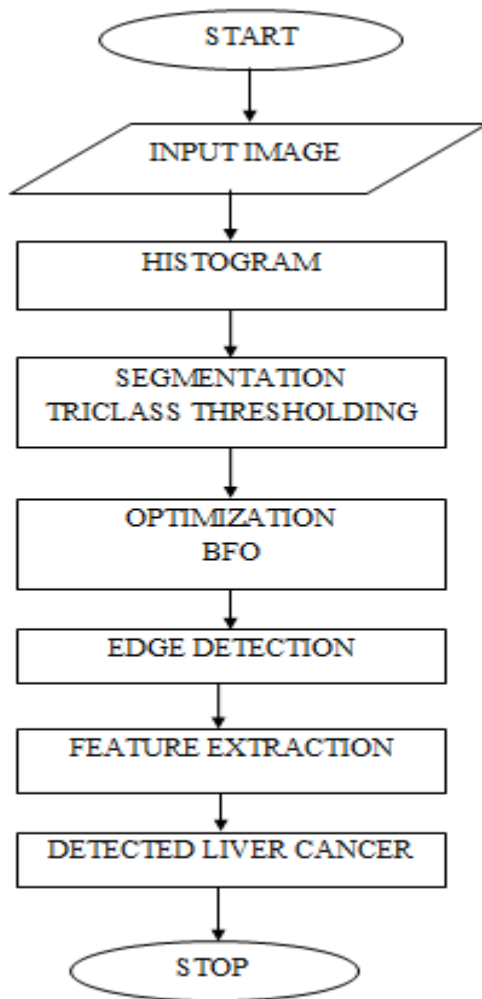 START
INPUT IMAGE
HISTOGRAM
SEGMENTATION
TRICLASS THRESHOLDING
OPTIMIZATION
BFO
EDGE DETECTION
FEATURE EXTRACTION
DETECTED LIVER CANCER
STOP